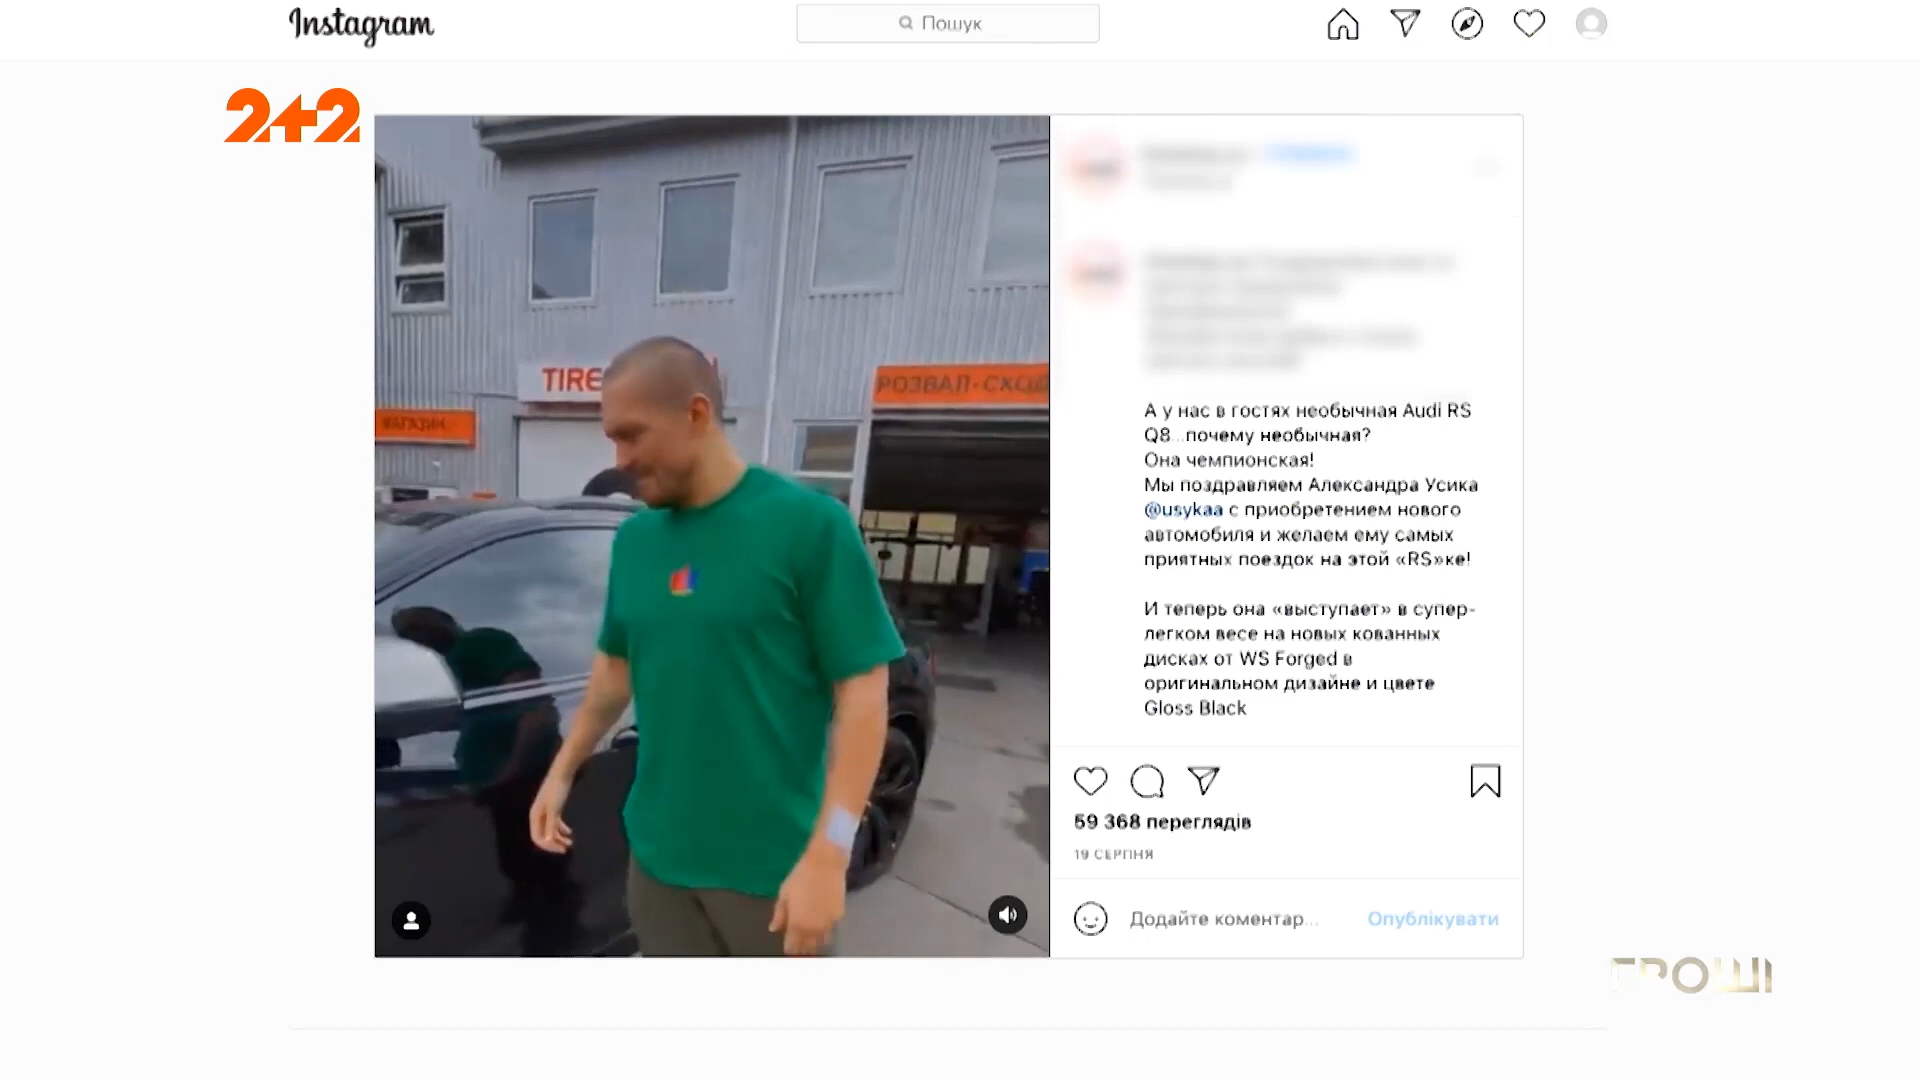 Instagram
Пошук
2+2
TIRE
МАГАЗИН
РОЗВАЛ-СХОД
А у нас в гостях необычная Audi RS
Q8...почему необычная?
Она чемпионская!
Мы поздравляем Александра Усика
@usykaa с приобретением нового
автомобиля и желаем ему самых
приятных поездок на этой «RS»ке!
И теперь она «выступает» в супер-
легком весе на новых кованных
дисках от WS Forged в
оригинальном дизайне и цвете
Gloss Black
59 368 переглядів
19 СЕРПНЯ
Додайте коментар...
Опублікувати
ГРОШІ